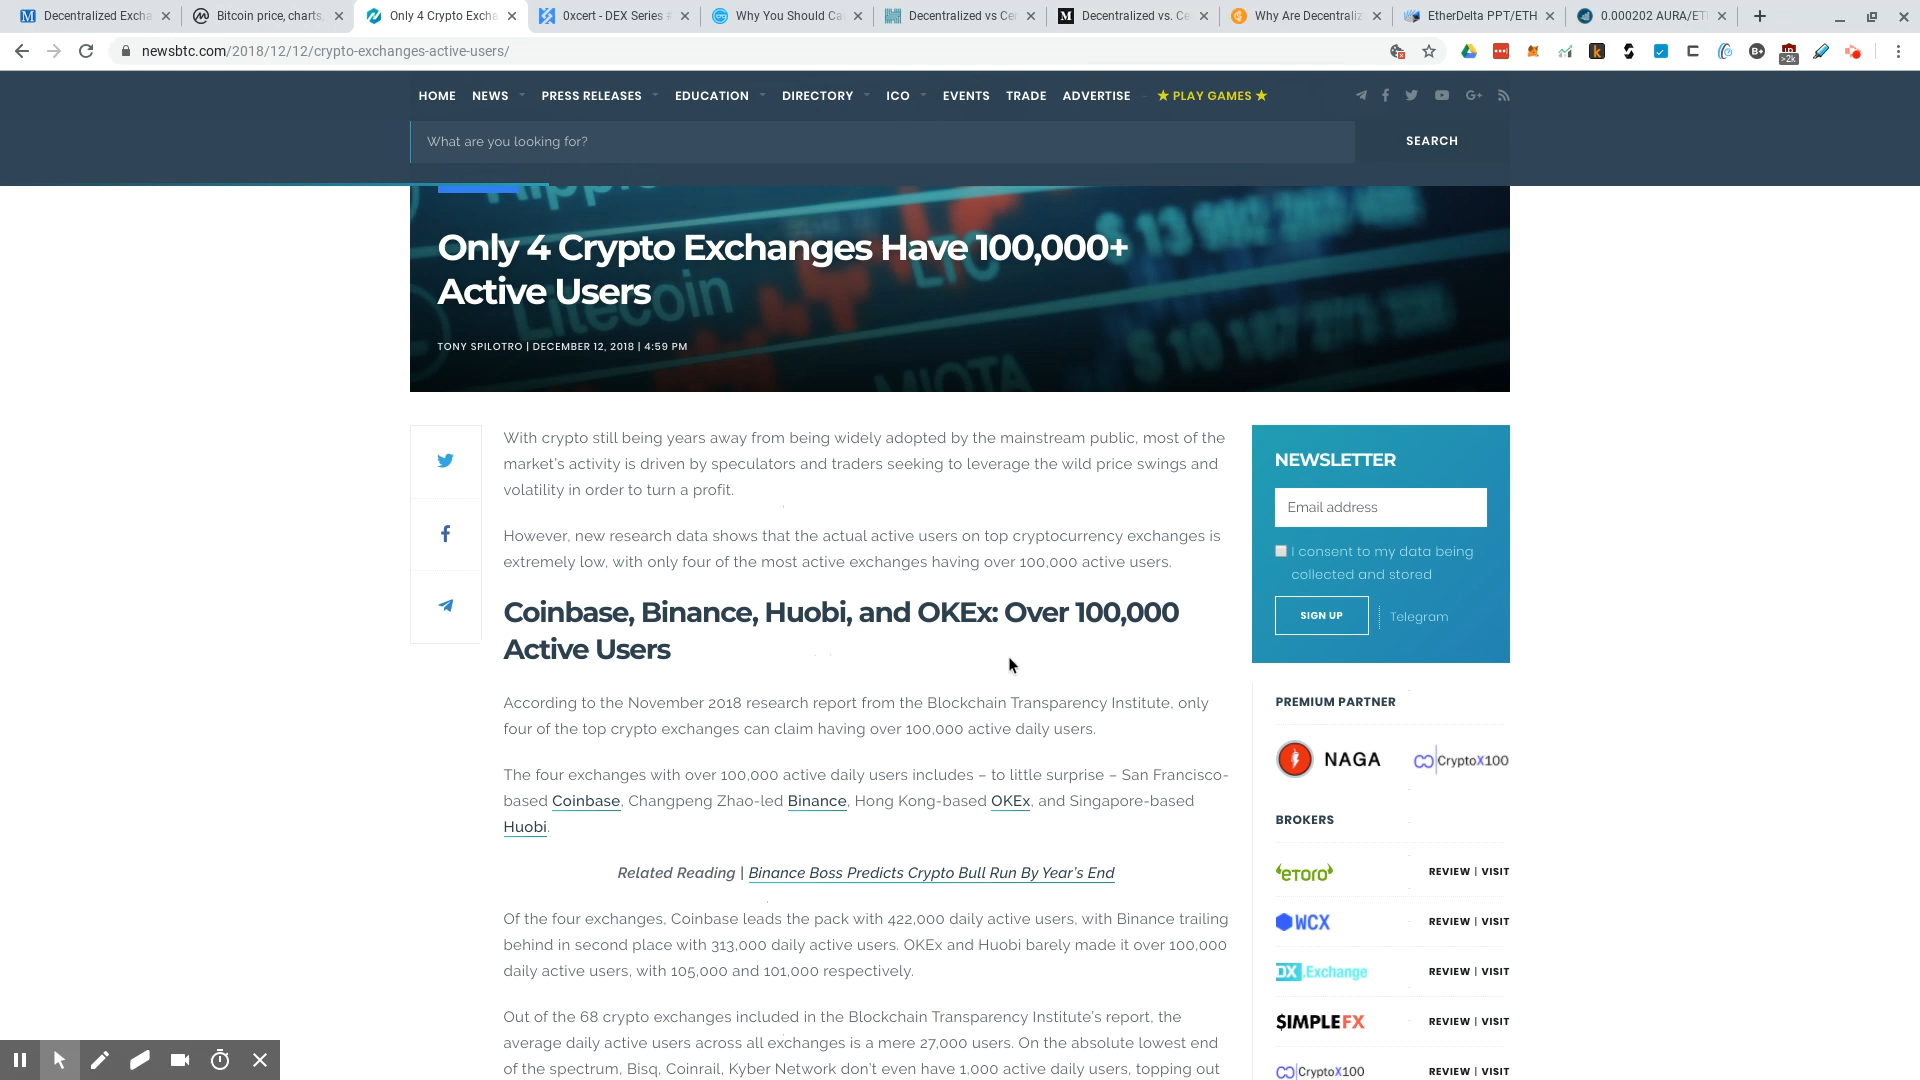 Decentralized Excha
Bitcoin price, charts,
Only 4 Crypto Excha
0xcert - DEX Series #
Why You Should Ca
Decentralized vs Ce
Decentralized vs. Ce
Why Are Decentraliz
EtherDelta PPT/ETH
0.000202 AURA/ET
newsbtc.com/2018/12/12/crypto-exchanges-active-users/
>2k
HOME NEWS PRESS RELEASES EDUCATION DIRECTORY ICO EVENTS TRADE ADVERTISE ★ PLAY GAMES ★
What are you looking for?
SEARCH
Only 4 Crypto Exchanges Have 100,000+
Active Users
Litecoin
LTC
MIOTA
TONY SPILOTRO | DECEMBER 12, 2018 | 4:59 PM
With crypto still being years away from being widely adopted by the mainstream public, most of the
market's activity is driven by speculators and traders seeking to leverage the wild price swings and
volatility in order to turn a profit.
However, new research data shows that the actual active users on top cryptocurrency exchanges is
extremely low, with only four of the most active exchanges having over 100,000 active users.
Coinbase, Binance, Huobi, and OKEx: Over 100,000
Active Users
According to the November 2018 research report from the Blockchain Transparency Institute, only
four of the top crypto exchanges can claim having over 100,000 active daily users.
The four exchanges with over 100,000 active daily users includes – to little surprise – San Francisco-
based Coinbase, Changpeng Zhao-led Binance, Hong Kong-based OKEx, and Singapore-based
Huobi.
Related Reading | Binance Boss Predicts Crypto Bull Run By Year's End
Of the four exchanges, Coinbase leads the pack with 422,000 daily active users, with Binance trailing
behind in second place with 313,000 daily active users. OKEx and Huobi barely made it over 100,000
daily active users, with 105,000 and 101,000 respectively.
Out of the 68 crypto exchanges included in the Blockchain Transparency Institute's report, the
average daily active users across all exchanges is a mere 27,000 users. On the absolute lowest end
of the spectrum, Bisq, Coinrail, Kyber Network don't even have 1,000 active daily users, topping out
NEWSLETTER
Email address
I consent to my data being
collected and stored
SIGN UP
Telegram
PREMIUM PARTNER
NAGA
CryptoX100
BROKERS
eToro REVIEW | VISIT
WCX REVIEW | VISIT
DX.Exchange REVIEW | VISIT
$IMPLEFX REVIEW | VISIT
CryptoX100 REVIEW | VISIT